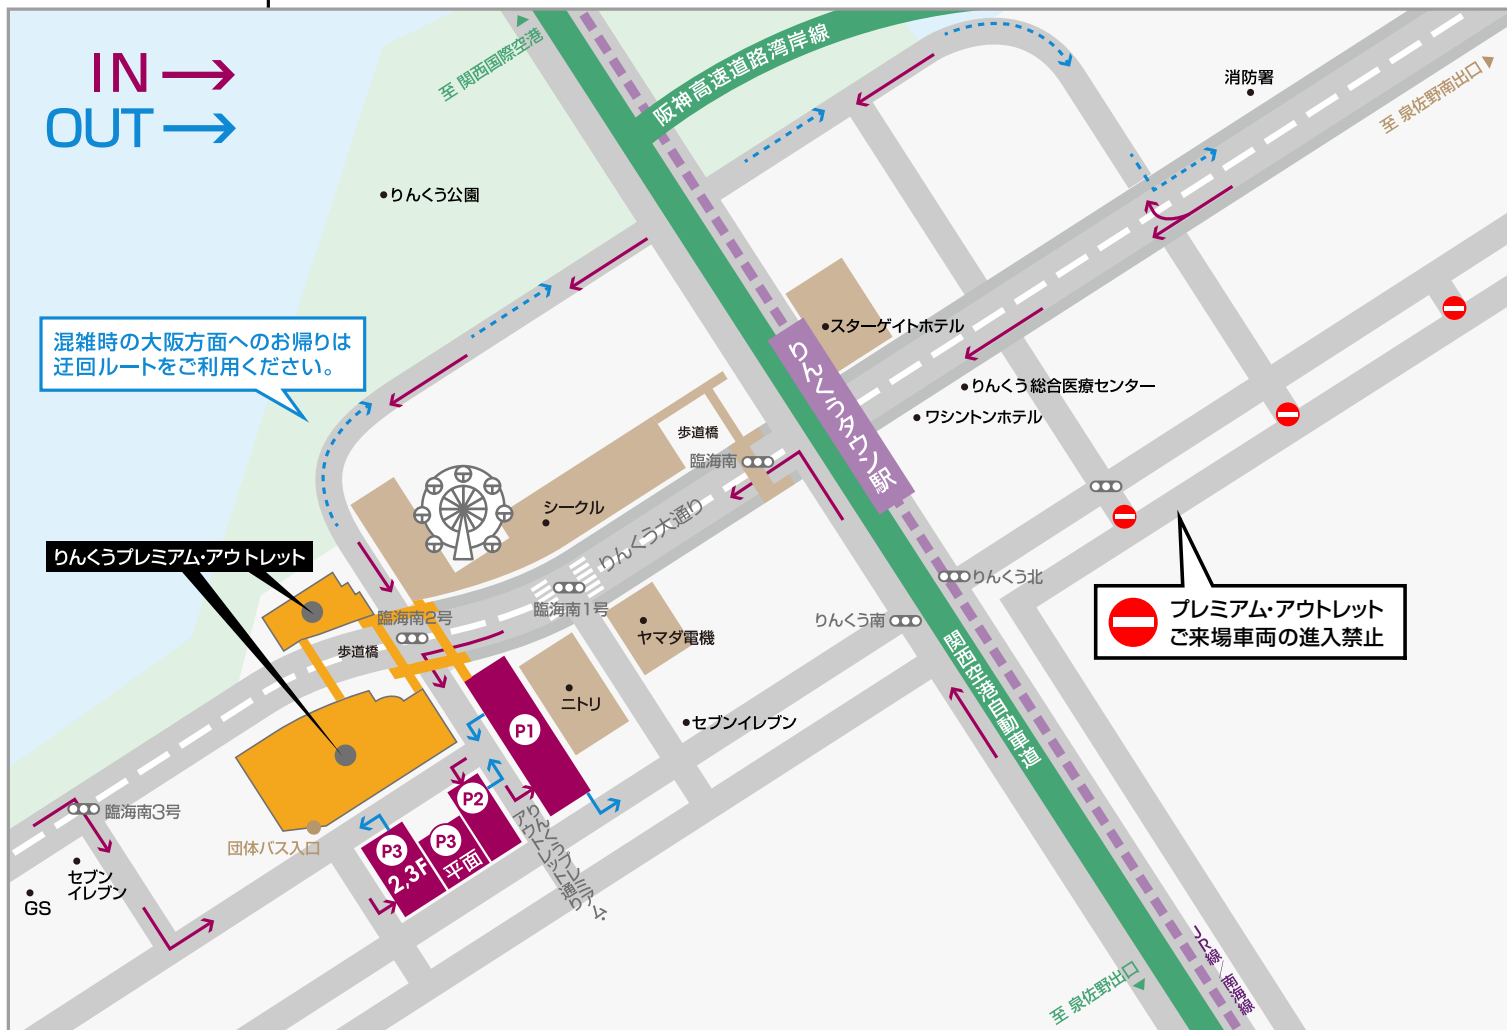 IN
OUT
至 関西国際空港
阪神高速道路湾岸線
消防署
至 泉佐野南出口
りんくう公園
混雑時の大阪方面へのお帰りは
迂回ルートをご利用ください。
スターゲイトホテル
りんくうタウン駅
りんくう総合医療センター
ワシントンホテル
歩道橋
臨海南
シークル
りんくう大通り
りんくうプレミアム・アウトレット
臨海南2号
臨海南1号
歩道橋
ヤマダ電機
ニトリ
りんくう北
りんくう南
プレミアム・アウトレット
ご来場車両の進入禁止
関西空港自動車道
セブンイレブン
P1
P2
P3
平面
P3
2,3F
りんくうプレミアム・
アウトレット通り
臨海南3号
団体バス入口
セブン
イレブン
GS
JR線/南海線
至 泉佐野出口